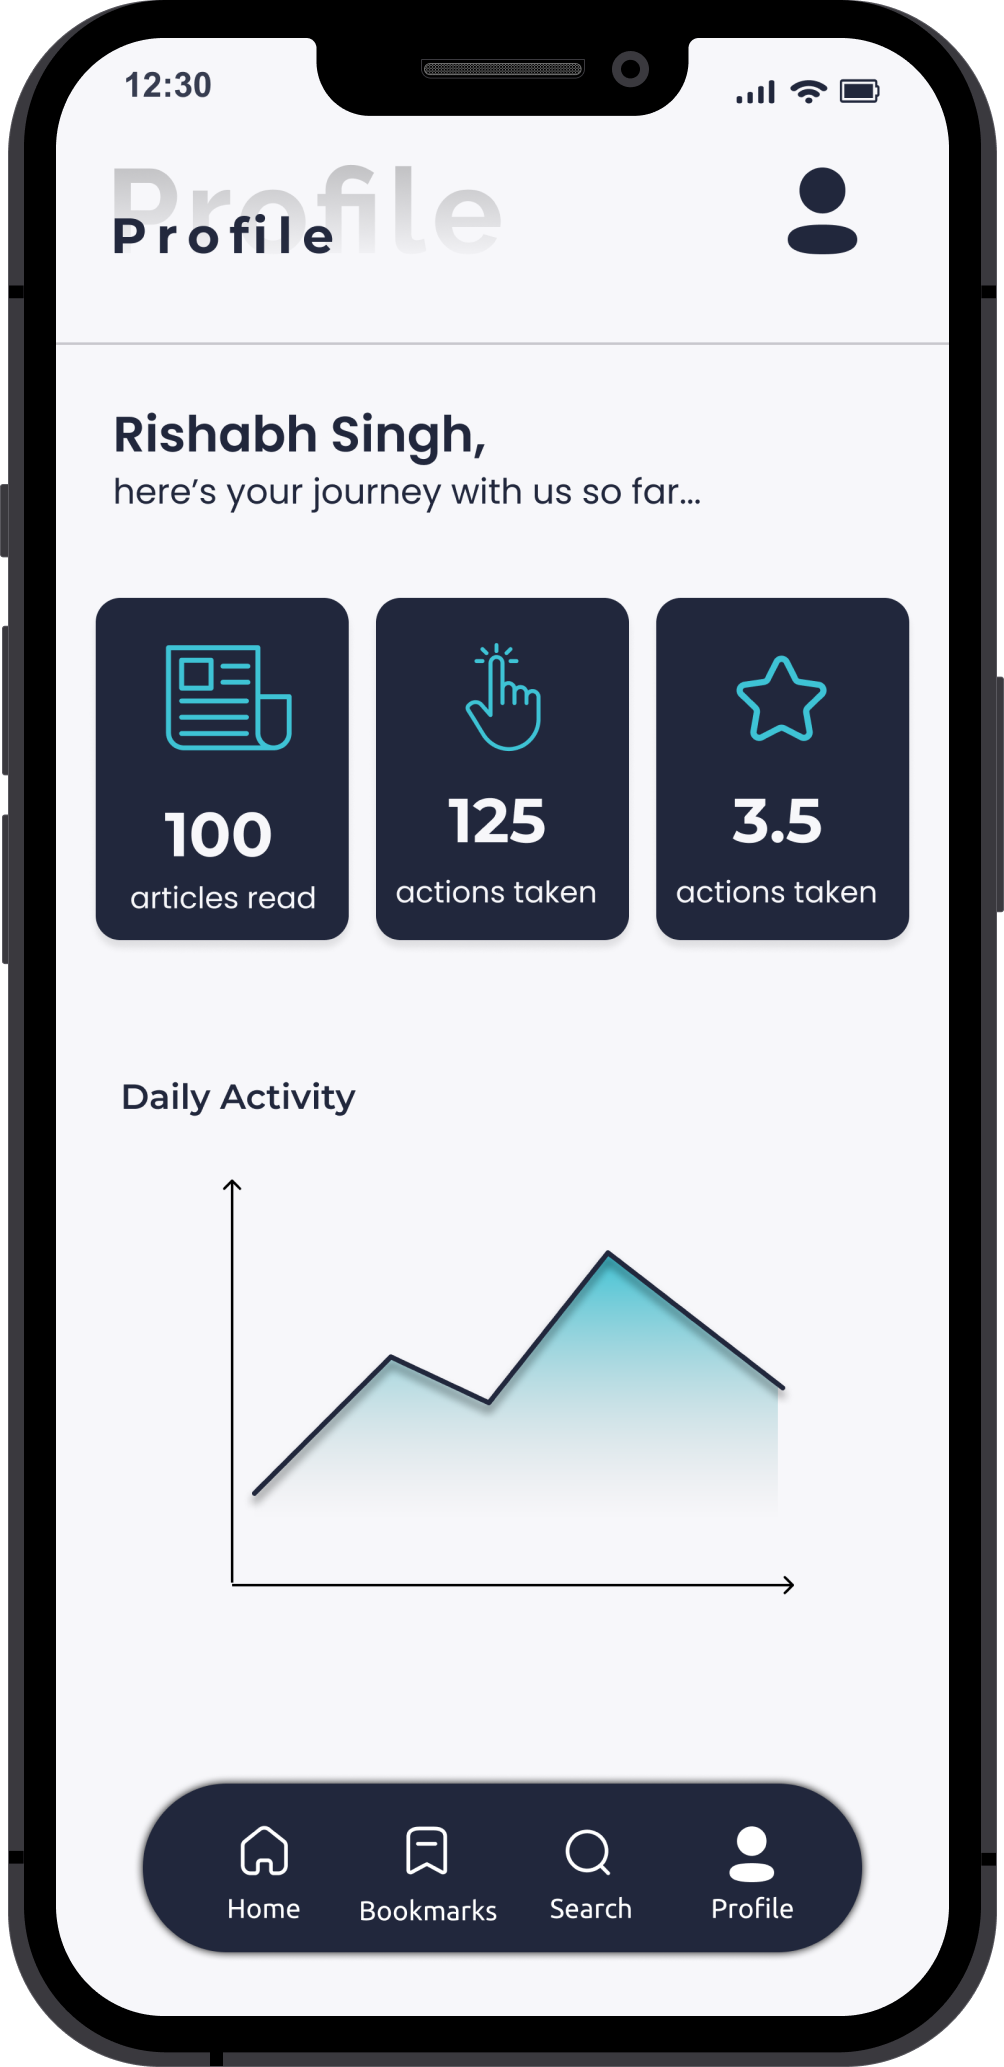 12:30
Profile
Profile
Rishabh Singh,
here’s your journey with us so far...
100
articles read
125
actions taken
3.5
actions taken
Daily Activity
Home
Bookmarks
Search
Profile